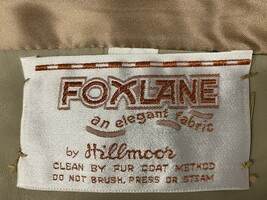 FOXLANE
an elegant fabric
by Hillmoor
CLEAN BY FUR COAT METHOD
DO NOT BRUSH, PRESS OR STEAM